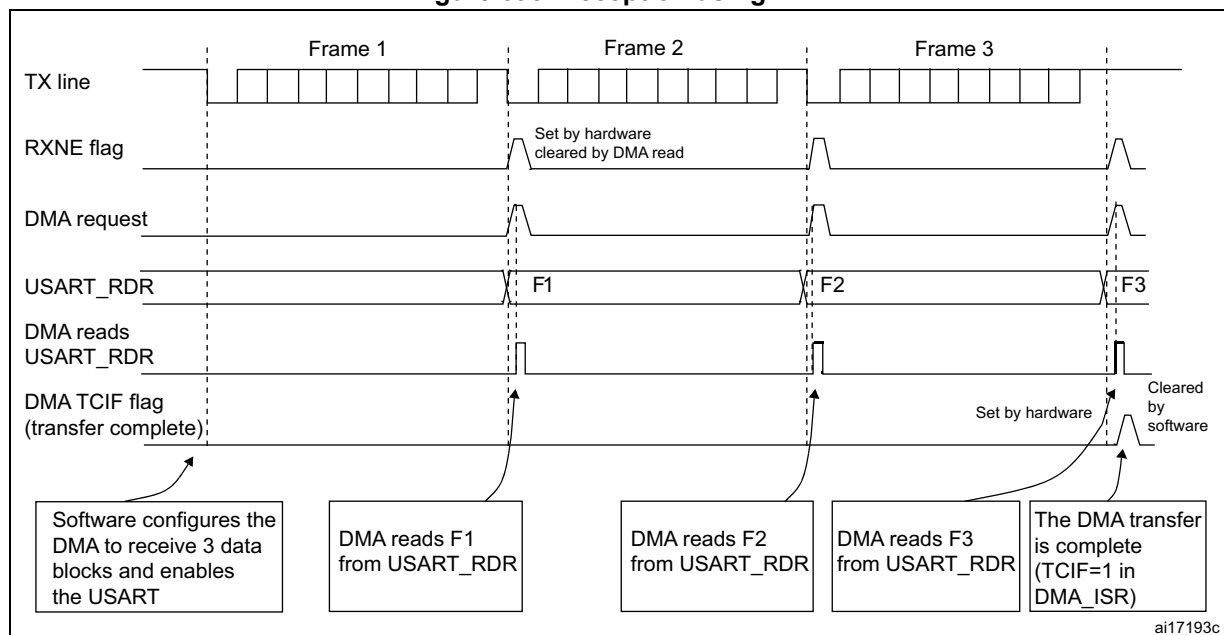 Frame 1
Frame 2
Frame 3
TX line
RXNE flag
Set by hardware
cleared by DMA read
DMA request
USART_RDR
F1
F2
F3
DMA reads
USART_RDR
DMA TCIF flag
(transfer complete)
Set by hardware
Cleared
by
software
Software configures the
DMA to receive 3 data
blocks and enables
the USART
DMA reads F1
from USART_RDR
DMA reads F2
from USART_RDR
DMA reads F3
from USART_RDR
The DMA transfer
is complete
(TCIF=1 in
DMA_ISR)
ai17193c